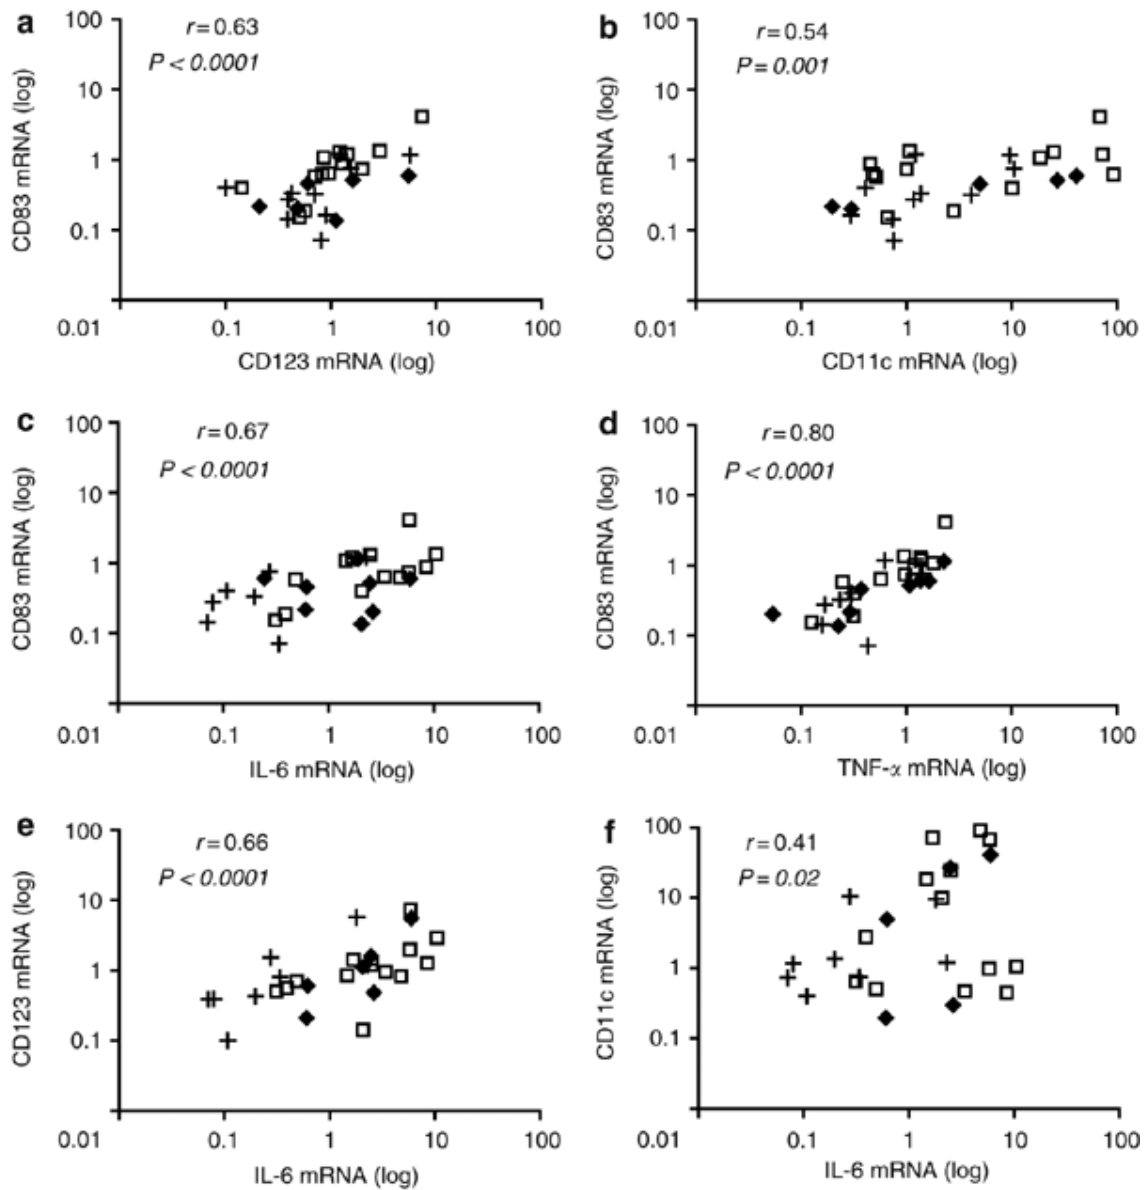 a
r=0.63
P < 0.0001
CD83 mRNA (log)
100
10
1
0.1
0.01
0.1
1
10
100
CD123 mRNA (log)
b
r=0.54
P=0.001
CD83 mRNA (log)
100
10
1
0.1
0.01
0.1
1
10
100
CD11c mRNA (log)
c
r=0.67
P < 0.0001
CD83 mRNA (log)
100
10
1
0.1
0.01
0.1
1
10
100
IL-6 mRNA (log)
d
r=0.80
P < 0.0001
CD83 mRNA (log)
100
10
1
0.1
0.01
0.1
1
10
100
TNF-α mRNA (log)
e
r=0.66
P < 0.0001
CD123 mRNA (log)
100
10
1
0.1
0.01
0.1
1
10
100
IL-6 mRNA (log)
f
r=0.41
P=0.02
CD11c mRNA (log)
100
10
1
0.1
0.01
0.1
1
10
100
IL-6 mRNA (log)